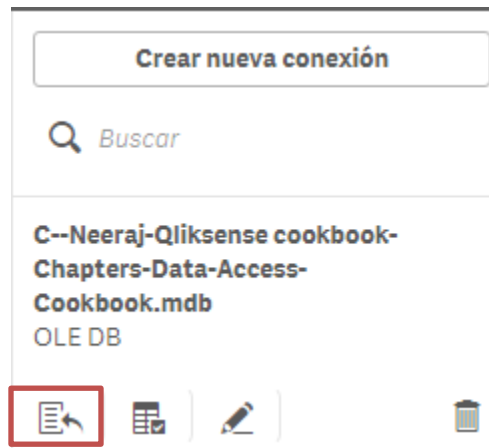 Crear nueva conexión
Buscar
C--Neeraj-Qliksense cookbook-
Chapters-Data-Access-
Cookbook.mdb
OLE DB